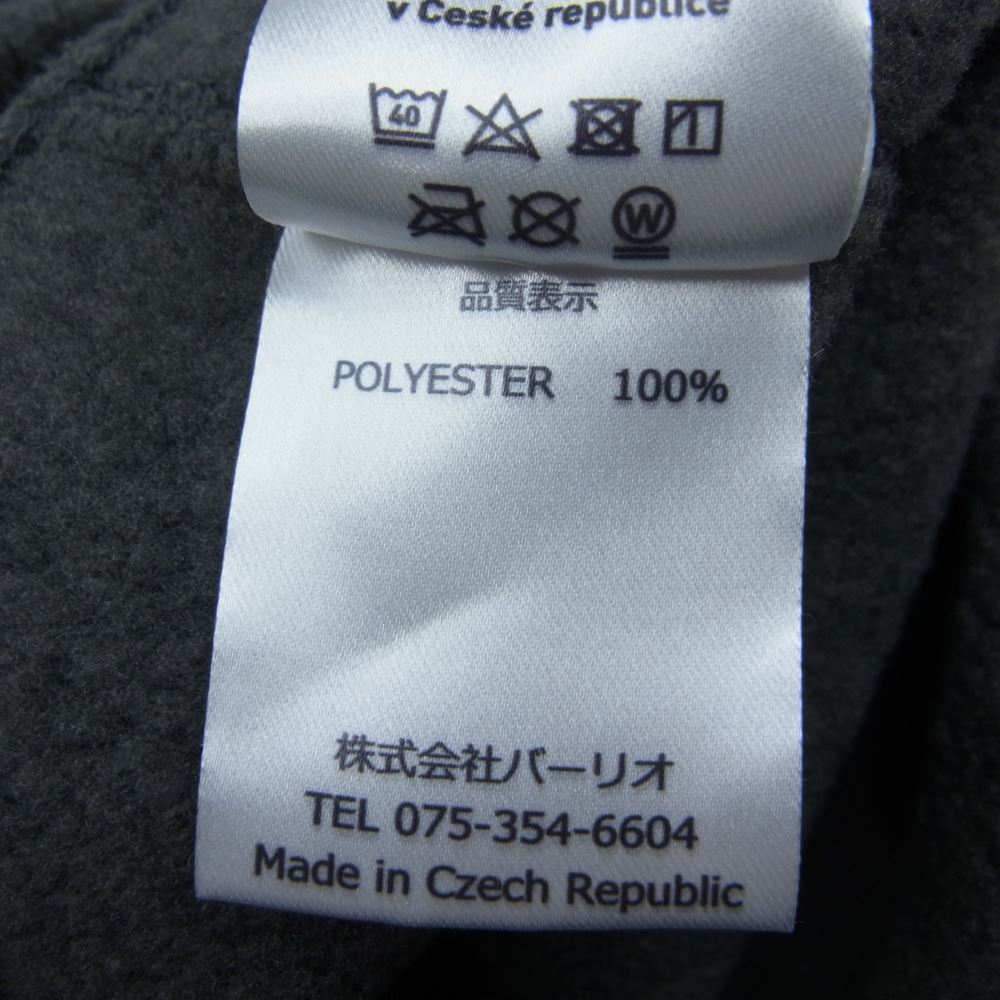 v České republice
40
W
品質表示
POLYESTER 100%
株式会社バーリオ
TEL 075-354-6604
Made in Czech Republic